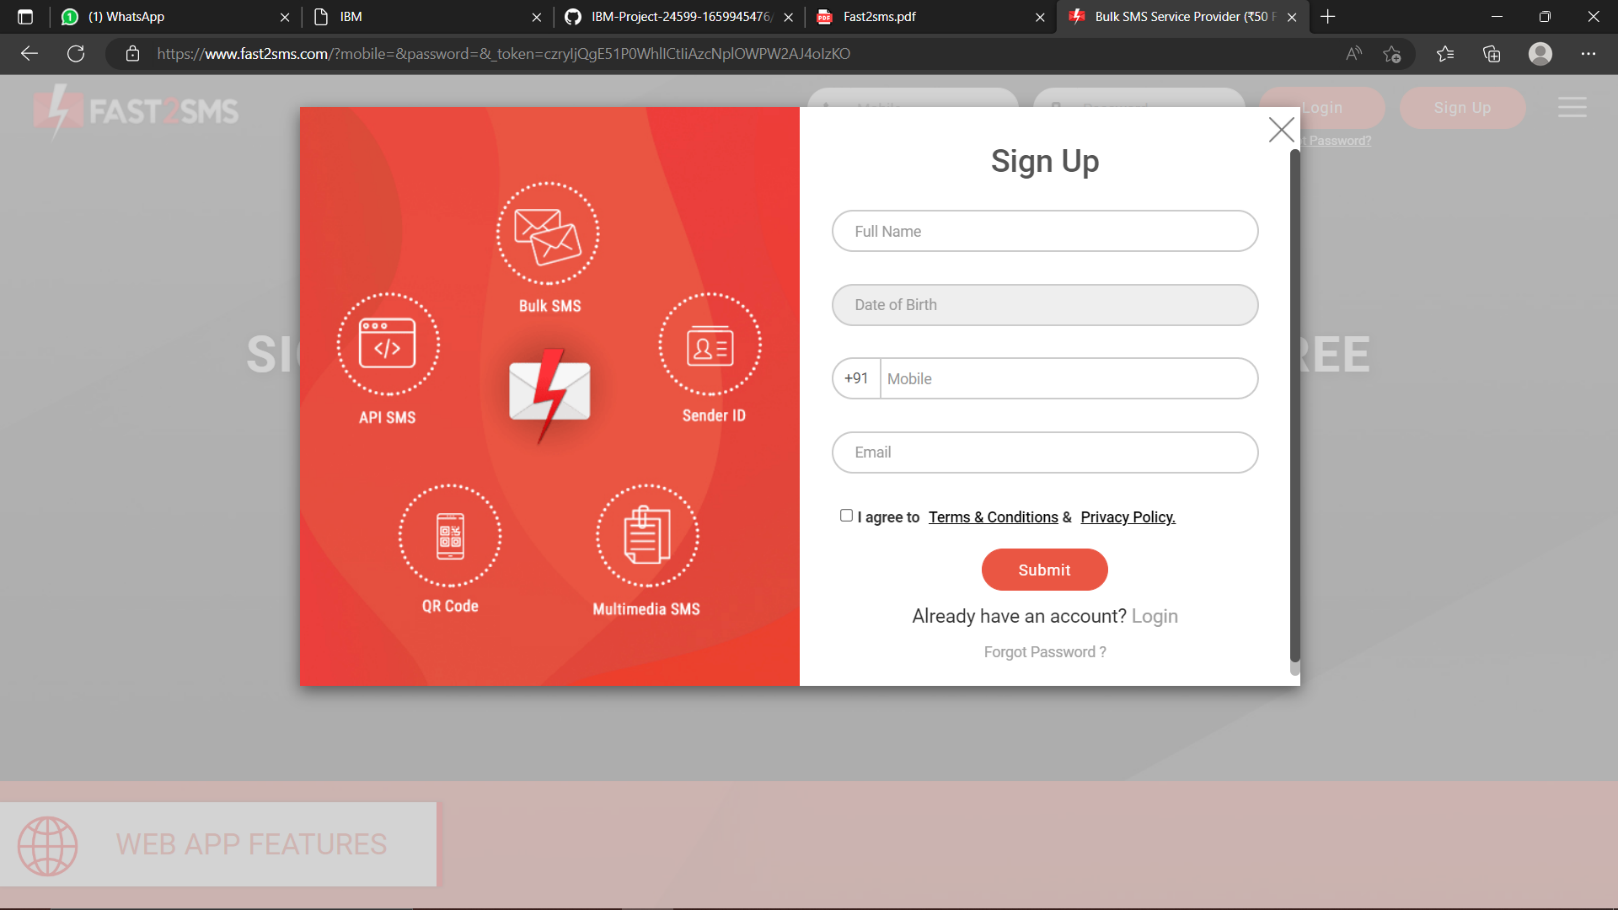 (1) WhatsApp
IBM
IBM-Project-24599-1659945476/
Fast2sms.pdf
Bulk SMS Service Provider (₹50 F
https://www.fast2sms.com/?mobile=&password=&_token=
FAST2SMS
Login
Sign Up
t Password?
Sign Up
Full Name
Date of Birth
+91 Mobile
Email
I agree to Terms & Conditions & Privacy Policy.
Submit
Already have an account? Login
Forgot Password ?
Bulk SMS
API SMS
Sender ID
QR Code
Multimedia SMS
SI
REE
WEB APP FEATURES